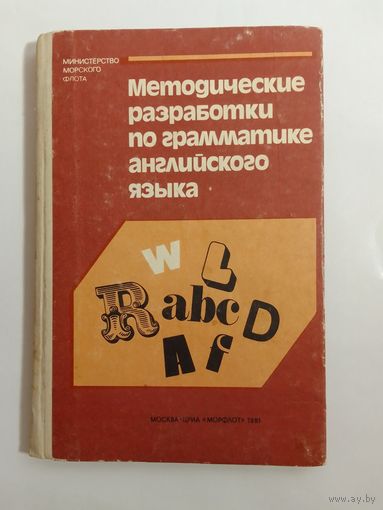 МИНИСТЕРСТВО
МОРСКОГО
ФЛОТА
Методические
разработки
по грамматике
английского
языка
W L
R abc D
A f
МОСКВА · ЦРИА «МОРФЛОТ» 1981
www.ay.by